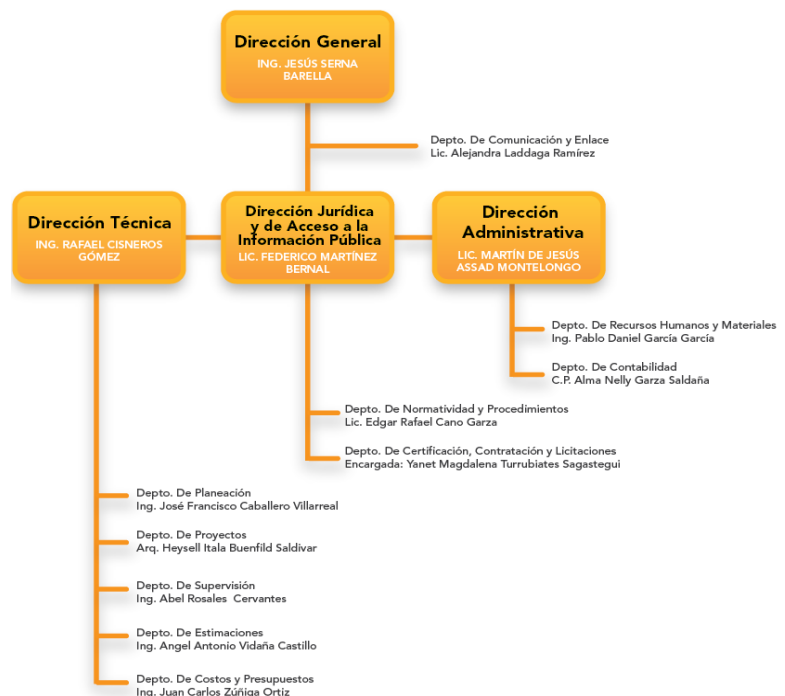 Dirección General
ING. JESÚS SERNA
BARELLA
Depto. De Comunicación y Enlace
Lic. Alejandra Laddaga Ramírez
Dirección Técnica
ING. RAFAEL CISNEROS
GÓMEZ
Dirección Jurídica
y de Acceso a la
Información Pública
LIC. FEDERICO MARTÍNEZ
BERNAL
Dirección
Administrativa
LIC. MARTÍN DE JESÚS
ASSAD MONTELONGO
Depto. De Recursos Humanos y Materiales
Ing. Pablo Daniel García García
Depto. De Contabilidad
C.P. Alma Nelly Garza Saldaña
Depto. De Normatividad y Procedimientos
Lic. Edgar Rafael Cano Garza
Depto. De Certificación, Contratación y Licitaciones
Encargada: Yanet Magdalena Turrubiates Sagastegui
Depto. De Planeación
Ing. José Francisco Caballero Villarreal
Depto. De Proyectos
Arq. Heysell Itala Buenfild Saldivar
Depto. De Supervisión
Ing. Abel Rosales Cervantes
Depto. De Estimaciones
Ing. Angel Antonio Vidaña Castillo
Depto. De Costos y Presupuestos
Ing. Juan Carlos Zúñiga Ortiz